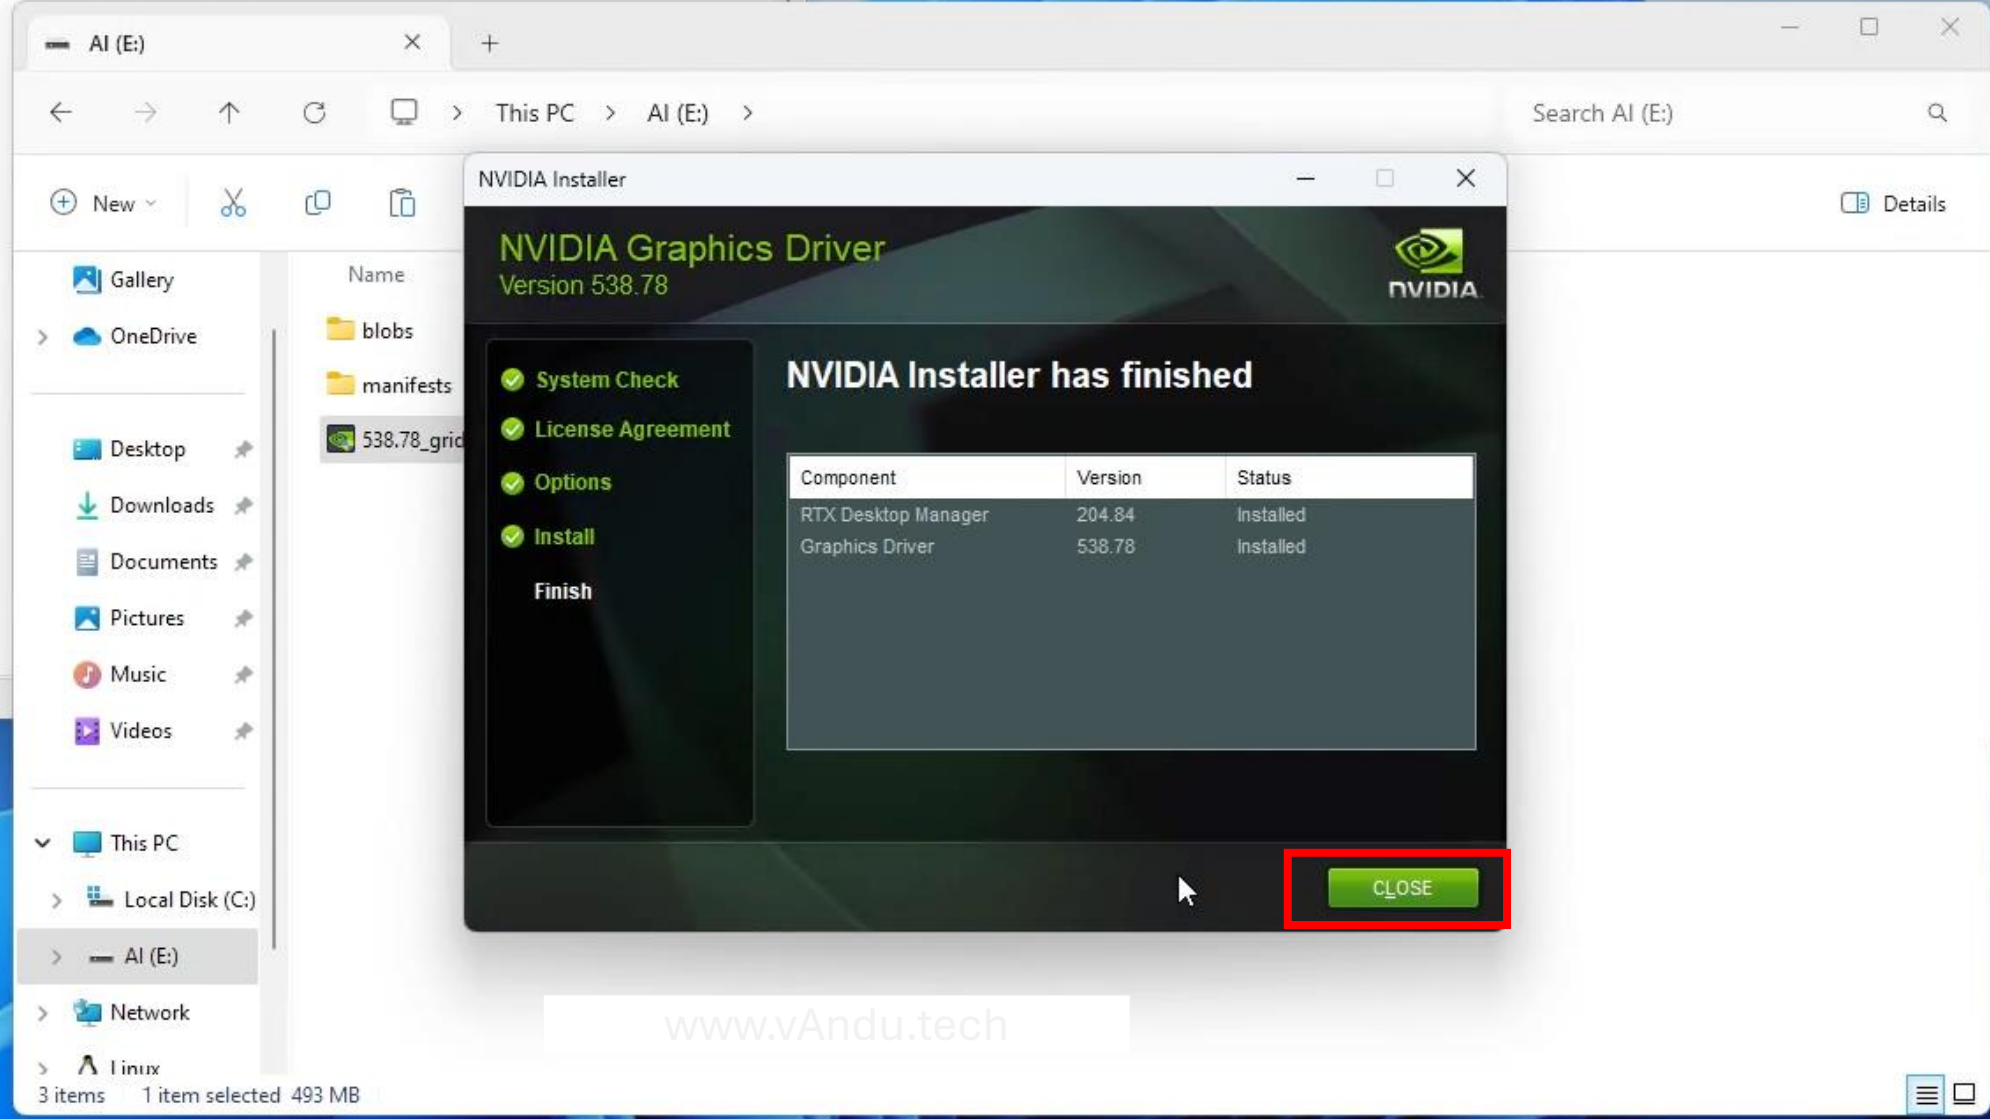 AI (E:)
This PC > AI (E:) >
Search AI (E:)
New
Details
NVIDIA Installer
NVIDIA Graphics Driver
Version 538.78
NVIDIA
Gallery
OneDrive
Desktop
Downloads
Documents
Pictures
Music
Videos
This PC
Local Disk (C:)
AI (E:)
Network
Linux
Name
blobs
manifests
538.78_grid
System Check
License Agreement
Options
Install
Finish
NVIDIA Installer has finished
Component Version Status
RTX Desktop Manager 204.84 Installed
Graphics Driver 538.78 Installed
CLOSE
www.vAndu.tech
3 items 1 item selected 493 MB